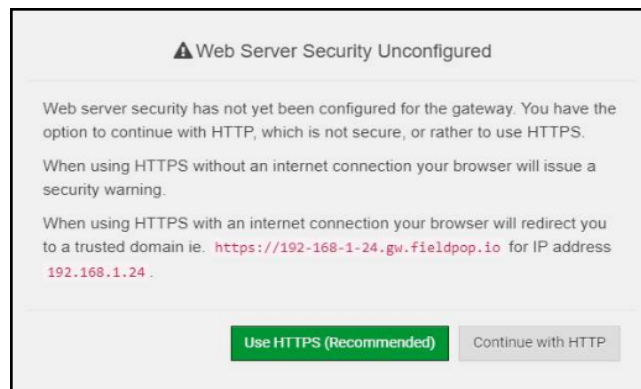 Web Server Security Unconfigured
Web server security has not yet been configured for the gateway. You have the
option to continue with HTTP, which is not secure, or rather to use HTTPS.
When using HTTPS without an internet connection your browser will issue a
security warning.
When using HTTPS with an internet connection your browser will redirect you
to a trusted domain ie. https://192-168-1-24.gw.fieldpop.io for IP address
192.168.1.24 .
Use HTTPS (Recommended) Continue with HTTP